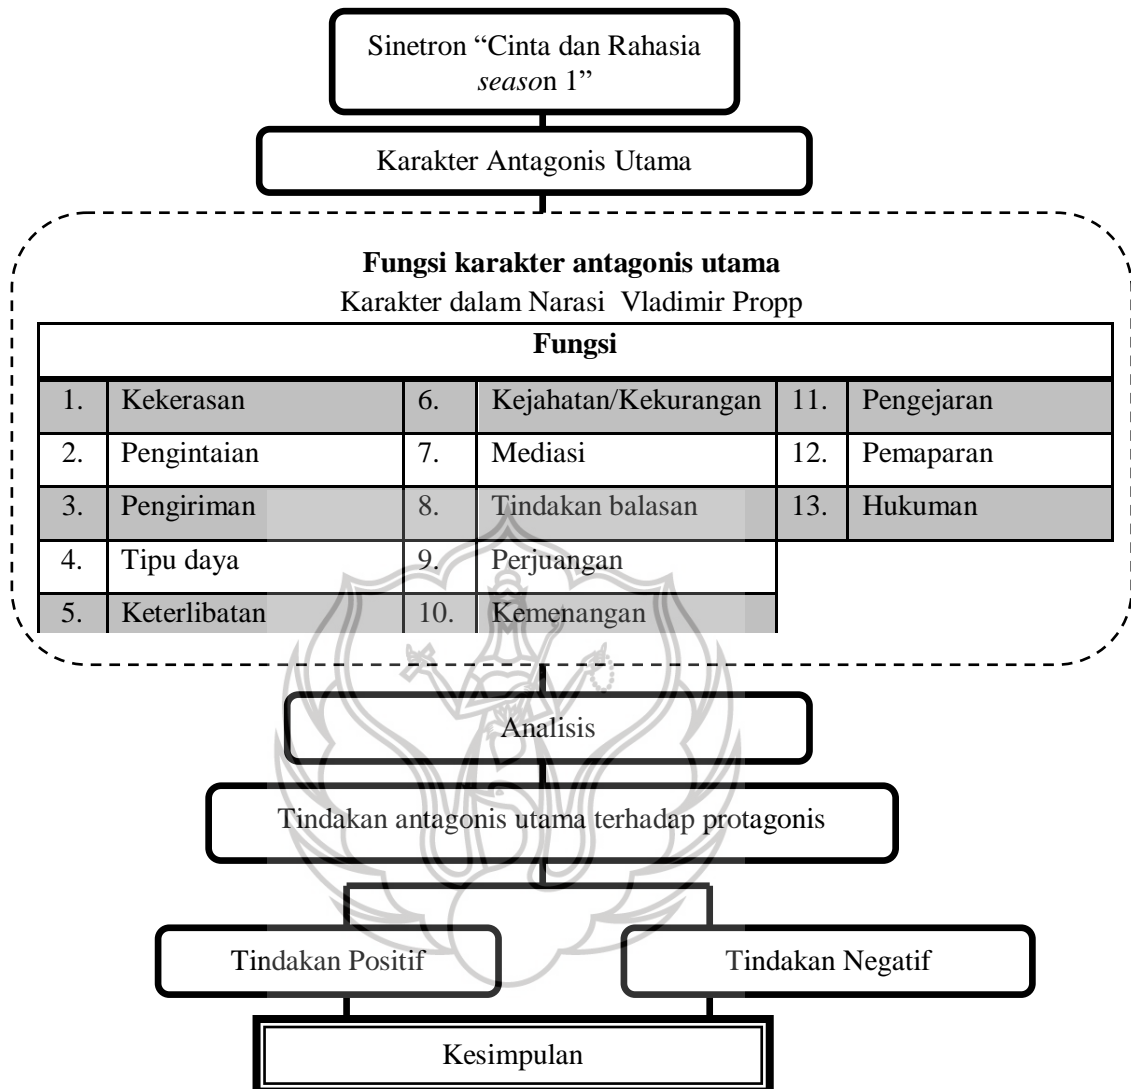 Sinetron “Cinta dan Rahasia
season 1”
Karakter Antagonis Utama
Fungsi karakter antagonis utama
Karakter dalam Narasi Vladimir Propp
Fungsi
1. Kekerasan 6. Kejahatan/Kekurangan 11. Pengejaran
2. Pengintaian 7. Mediasi 12. Pemaparan
3. Pengiriman 8. Tindakan balasan 13. Hukuman
4. Tipu daya 9. Perjuangan
5. Keterlibatan 10. Kemenangan
Analisis
Tindakan antagonis utama terhadap protagonis
Tindakan Positif Tindakan Negatif
Kesimpulan